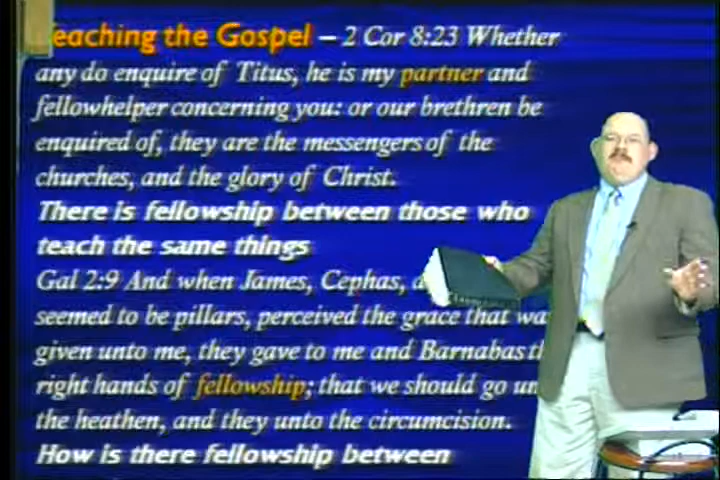 eaching the Gospel – 2 Cor 8:23 Whether
any do enquire of Titus, he is my partner and
fellowhelper concerning you: or our brethren be
enquired of, they are the messengers of the
churches, and the glory of Christ.
There is fellowship between those who
teach the same things
Gal 2:9 And when James, Cephas,
seemed to be pillars, perceived the grace that wa
given unto me, they gave to me and Barnabas t
right hands of fellowship; that we should go un
the heathen, and they unto the circumcision.
How is there fellowship between